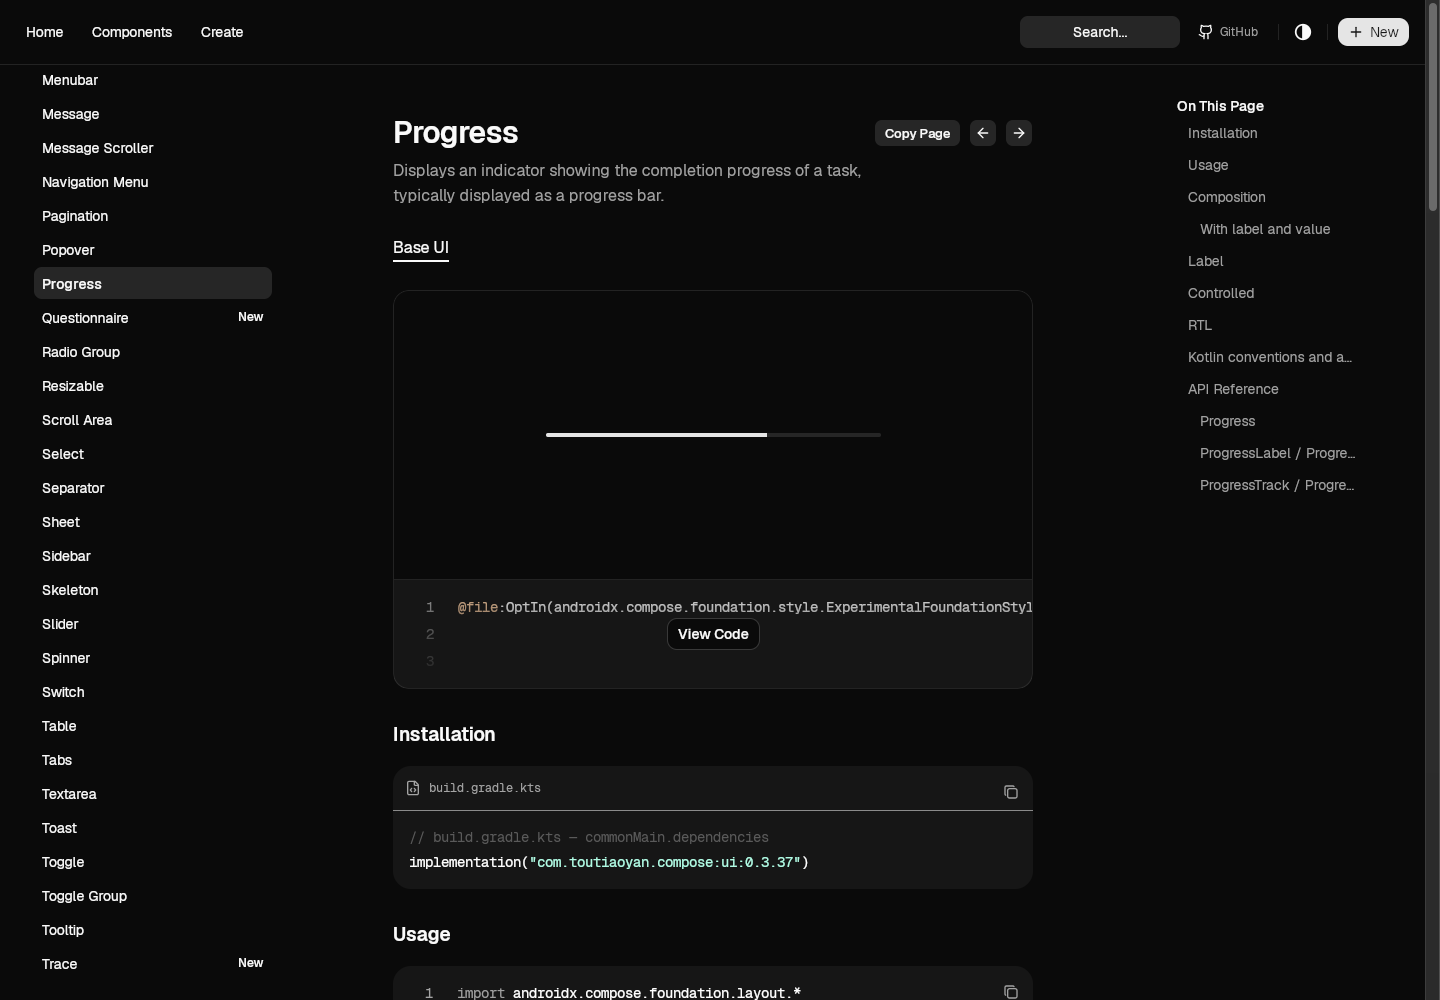 Home
Components
Create
Search...
GitHub
New
Menubar
Message
Message Scroller
Navigation Menu
Pagination
Popover
Progress
Questionnaire New
Radio Group
Resizable
Scroll Area
Select
Separator
Sheet
Sidebar
Skeleton
Slider
Spinner
Switch
Table
Tabs
Textarea
Toast
Toggle
Toggle Group
Tooltip
Trace New
Progress
Copy Page
Displays an indicator showing the completion progress of a task,
typically displayed as a progress bar.
Base UI
1 @file:OptIn(androidx.compose.foundation.style.ExperimentalFoundationStyl
2
View Code
3
Installation
build.gradle.kts
// build.gradle.kts — commonMain.dependencies
implementation("com.toutiaoyan.compose:ui:0.3.37")
Usage
1 import androidx.compose.foundation.layout.*
On This Page
Installation
Usage
Composition
With label and value
Label
Controlled
RTL
Kotlin conventions and a...
API Reference
Progress
ProgressLabel / Progre...
ProgressTrack / Progre...